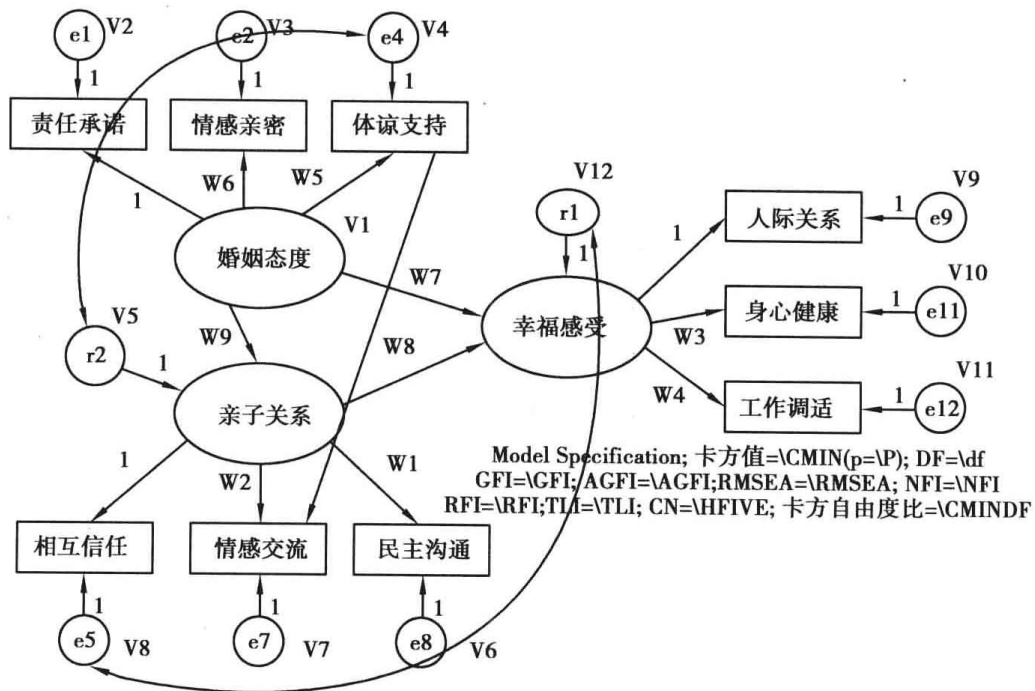 V2 V3 V4
e1 e2 e4
1 1 1
责任承诺 情感亲密 体谅支持
V12 V9
1 W6 W5 r1 人际关系 1 e9
V1 1 1
婚姻态度 V10
W7 身心健康 1 e11
V5 幸福感受 W3
r2 1 W9 W8 V11
W4 工作调适 1 e12
亲子关系
Model Specification; 卡方值=\CMIN(p=\P); DF=\df
GFI=\GFI; AGFI=\AGFI;RMSEA=\RMSEA; NFI=\NFI
RFI=\RFI;TLI=\TLI; CN=\HFIVE; 卡方自由度比=\CMINDF
1 W2 W1
相互信任 情感交流 民主沟通
1 1 1
e5 V8 e7 V7 e8 V6